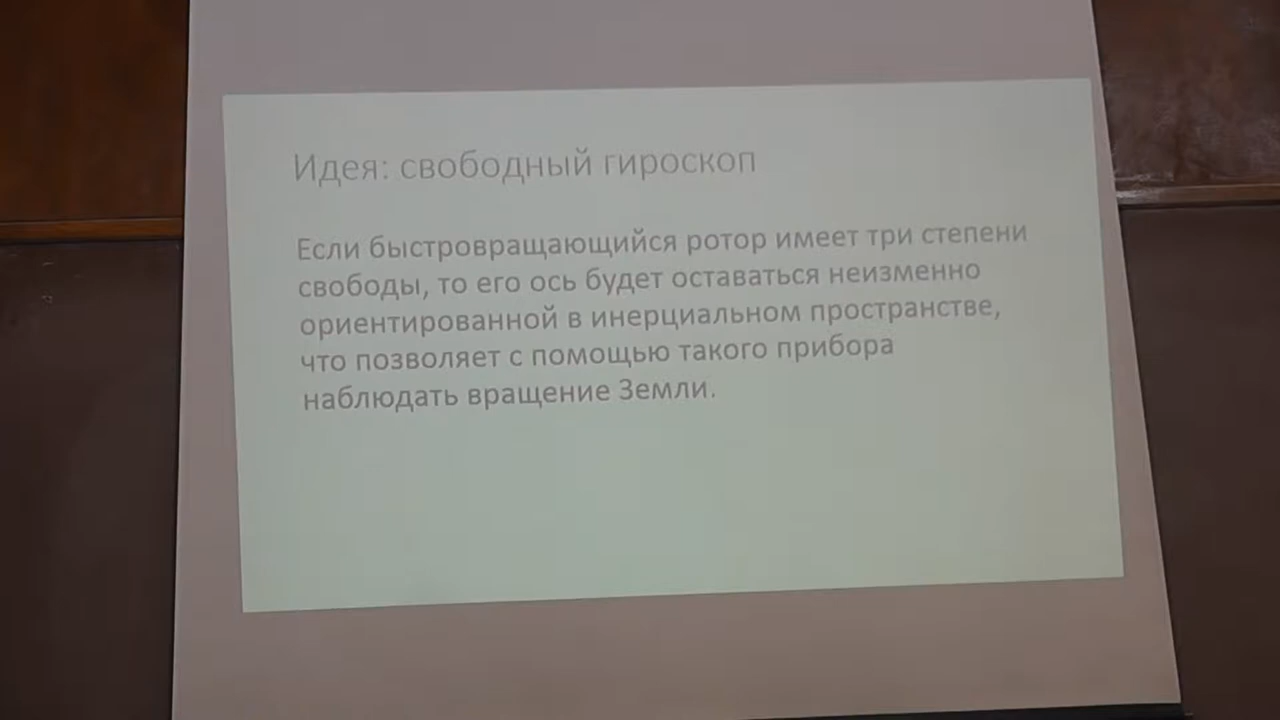 Идея: свободный гироскоп
Если быстровращающийся ротор имеет три степени
свободы, то его ось будет оставаться неизменно
ориентированной в инерциальном пространстве,
что позволяет с помощью такого прибора
наблюдать вращение Земли.